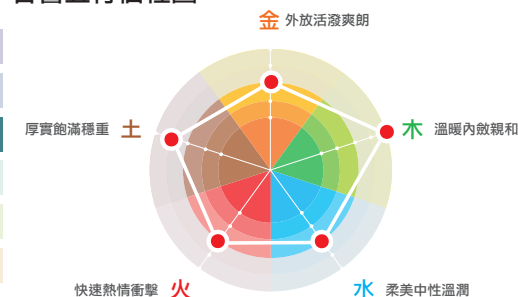 金 外放活潑爽朗
厚實飽滿穩重 土
木 溫暖內斂親和
快速熱情衝擊 火
水 柔美中性溫潤